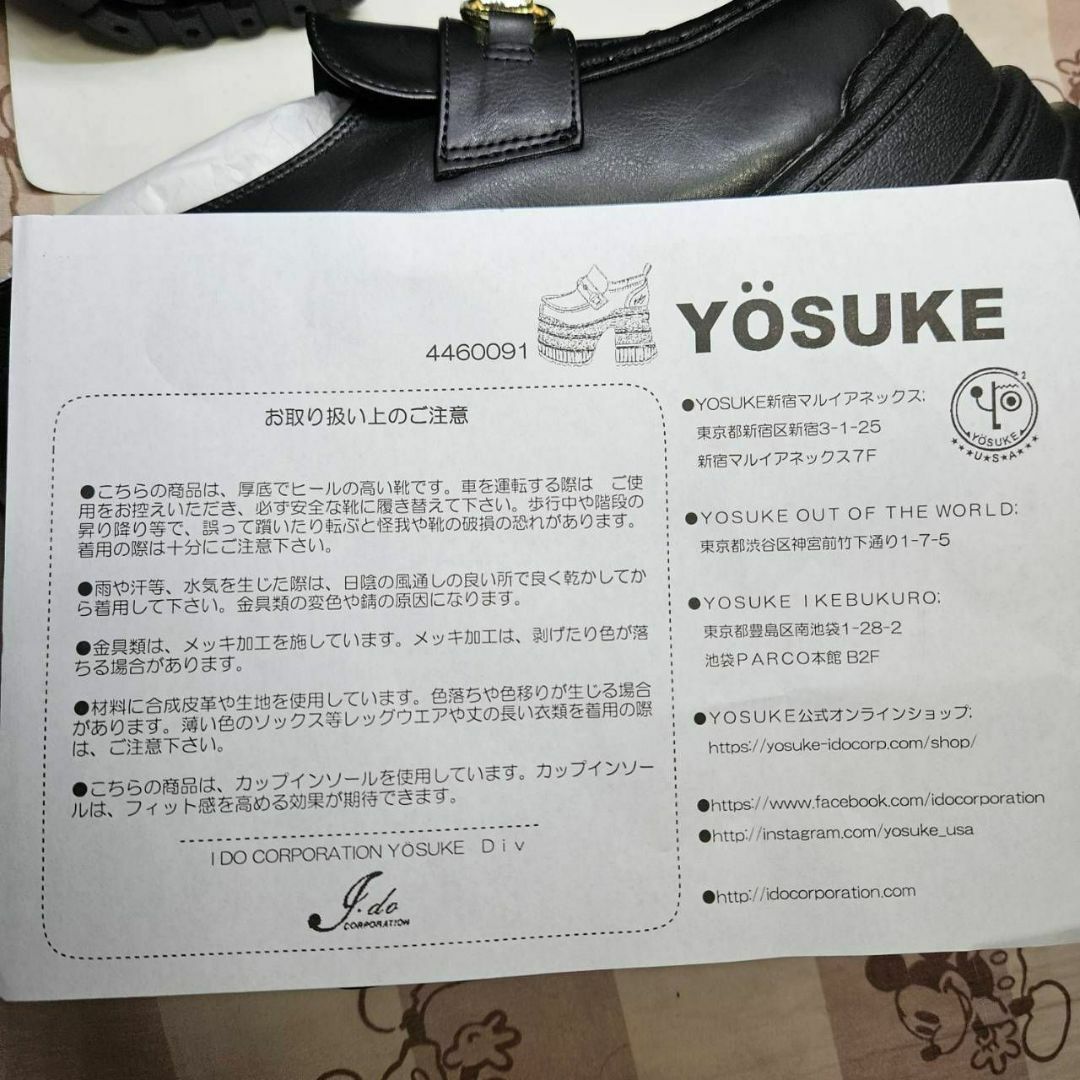 4460091
YÖSUKE
お取り扱い上のご注意
●こちらの商品は、厚底でヒールの高い靴です。車を運転する際は　ご使
用をお控えいただき、必ず安全な靴に履き替えて下さい。歩行中や階段の
昇り降り等で、誤って躓いたり転ぶと怪我や靴の破損の恐れがあります。
着用の際は十分にご注意下さい。
●雨や汗等、水気を生じた際は、日陰の風通しの良い所で良く乾かしてか
ら着用して下さい。金具類の変色や錆の原因になります。
●金具類は、メッキ加工を施しています。メッキ加工は、剥げたり色が落
ちる場合があります。
●材料に合成皮革や生地を使用しています。色落ちや色移りが生じる場合
があります。薄い色のソックス等レッグウエアや丈の長い衣類を着用の際
は、ご注意下さい。
●こちらの商品は、カップインソールを使用しています。カップインソー
ルは、フィット感を高める効果が期待できます。
I DO CORPORATION YÖSUKE Div
I.do
CORPORATION
●YOSUKE新宿マルイアネックス:
東京都新宿区新宿3-1-25
新宿マルイアネックス7F
2
YÖSUKE
★★★U★S★A★★★
●YOSUKE OUT OF THE WORLD:
東京都渋谷区神宮前竹下通り1-7-5
●YOSUKE IKEBUKURO:
東京都豊島区南池袋1-28-2
池袋PARCO本館 B2F
●YOSUKE公式オンラインショップ:
https://yosuke-idocorp.com/shop/
●https://www.facebook.com/idocorporation
●http://instagram.com/yosuke_usa
●http://idocorporation.com